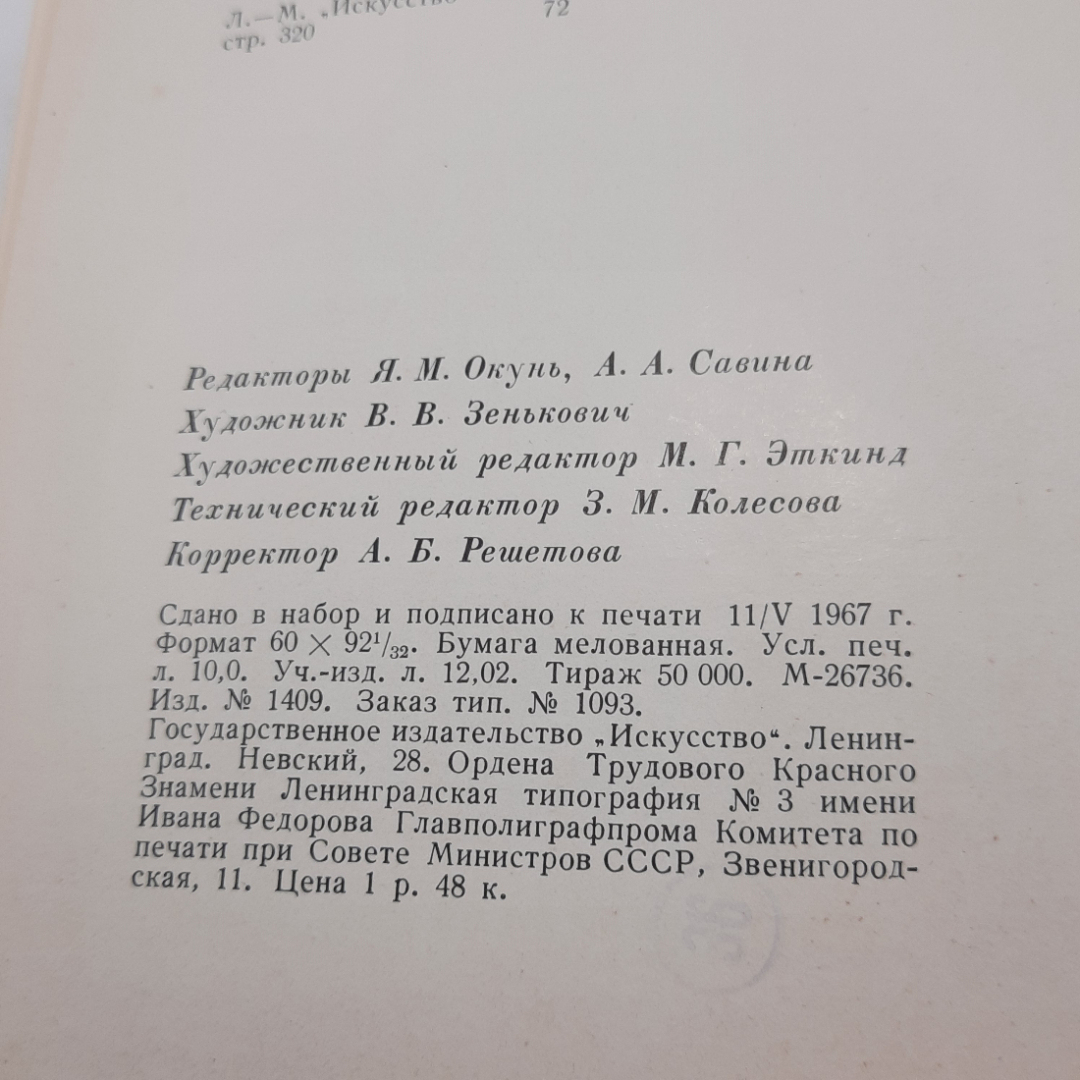 Л.—М. „Искусство
72
стр. 320
Редакторы Я. М. Окунь, А. А. Савина
Художник В. В. Зенькович
Художественный редактор М. Г. Эткинд
Технический редактор З. М. Колесова
Корректор А. Б. Решетова
Сдано в набор и подписано к печати 11/V 1967 г.
Формат 60 × 92¹/₃₂. Бумага мелованная. Усл. печ.
л. 10,0. Уч.-изд. л. 12,02. Тираж 50 000. М-26736.
Изд. № 1409. Заказ тип. № 1093.
Государственное издательство „Искусство“. Ленин-
град. Невский, 28. Ордена Трудового Красного
Знамени Ленинградская типография № 3 имени
Ивана Федорова Главполиграфпрома Комитета по
печати при Совете Министров СССР, Звенигород-
ская, 11. Цена 1 р. 48 к.